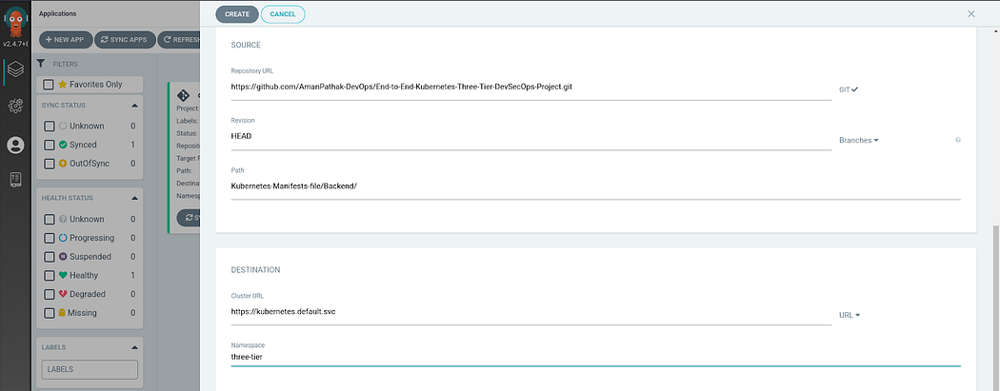 Applications
CREATE
CANCEL
v2.4.7+
+ NEW APP
SYNC APPS
REFRES
FILTERS
Favorites Only
SYNC STATUS
Unknown 0
Synced 1
OutOfSync 0
HEALTH STATUS
Unknown 0
Progressing 0
Suspended 0
Healthy 1
Degraded 0
Missing 0
LABELS
LABELS
Project:
Labels:
Status:
Reposit
Target F
Path:
Destina
Namesp
SY
SOURCE
Repository URL
https://github.com/AmanPathak-DevOps/End-to-End-Kubernetes-Three-Tier-DevSecOps-Project.git
GIT
Revision
HEAD
Branches
Path
Kubernetes-Manifests-file/Backend/
DESTINATION
Cluster URL
https://kubernetes.default.svc
URL
Namespace
three-tier